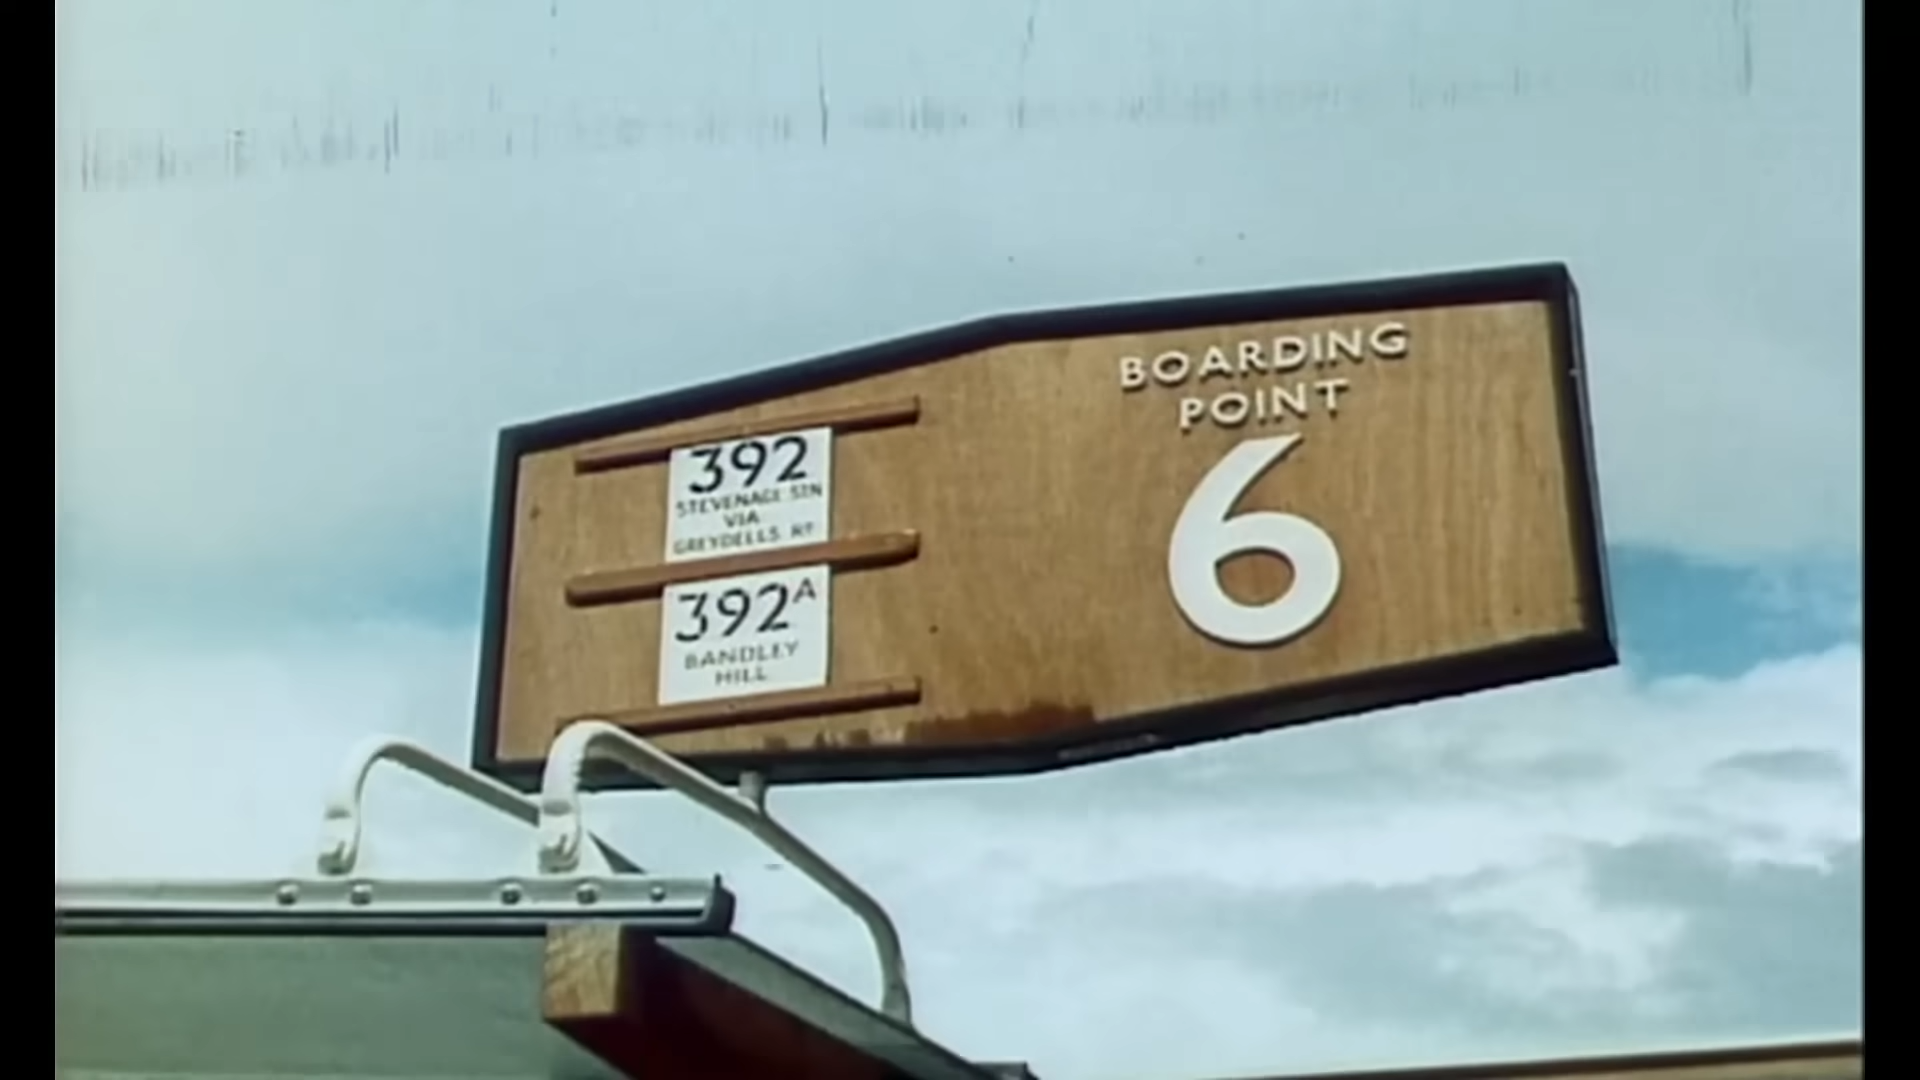 BOARDING
POINT
6
392
STEVENAGE STN
VIA
GREYDELLS RD
392A
BANDLEY
HILL